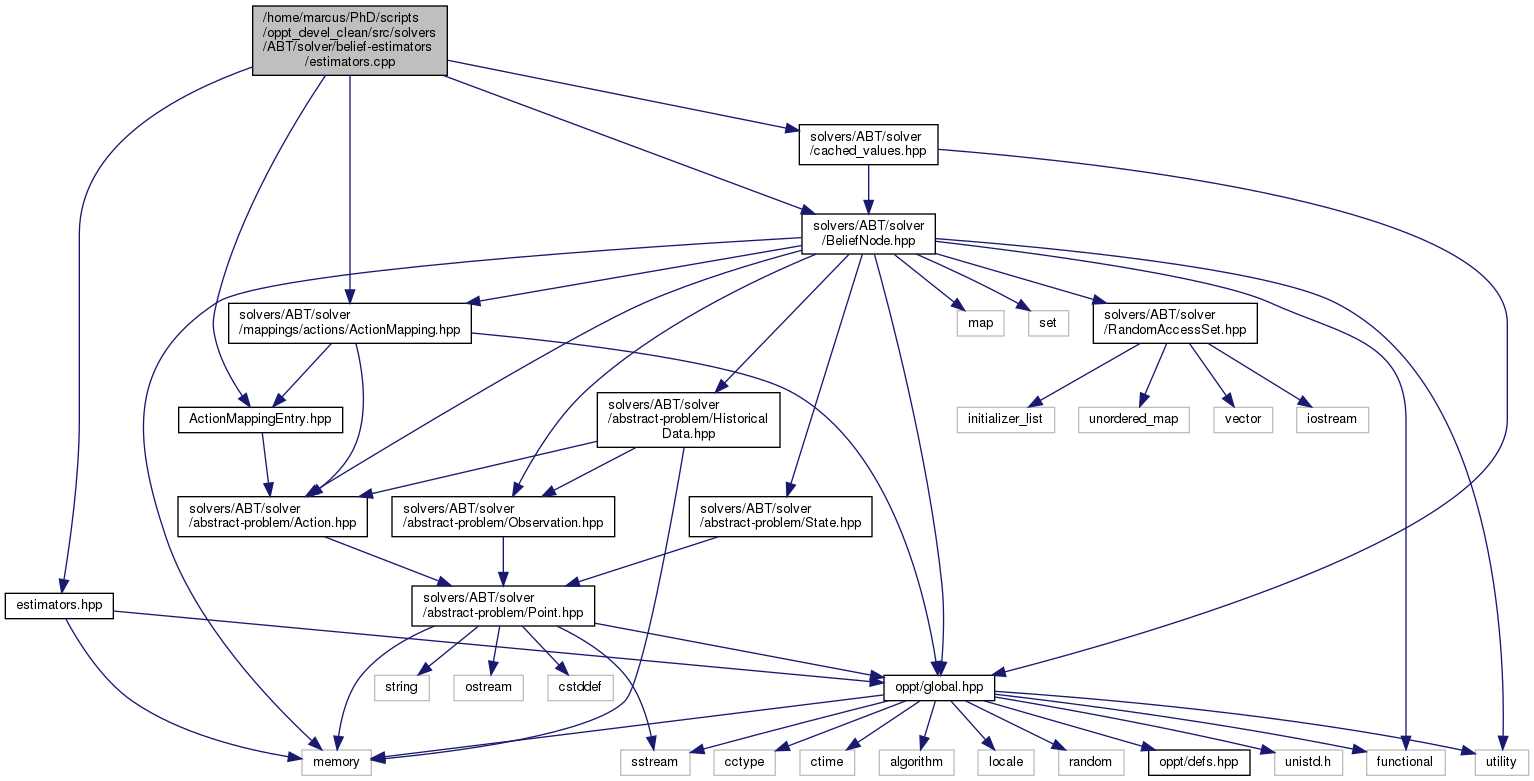 /home/marcus/PhD/scripts
/oppt_devel_clean/src/solvers
/ABT/solver/belief-estimators
/estimators.cpp
solvers/ABT/solver
/cached_values.hpp
solvers/ABT/solver
/BeliefNode.hpp
solvers/ABT/solver
/mappings/actions/ActionMapping.hpp
map
set
solvers/ABT/solver
/RandomAccessSet.hpp
ActionMappingEntry.hpp
solvers/ABT/solver
/abstract-problem/Historical
Data.hpp
initializer_list
unordered_map
vector
iostream
solvers/ABT/solver
/abstract-problem/Action.hpp
solvers/ABT/solver
/abstract-problem/Observation.hpp
solvers/ABT/solver
/abstract-problem/State.hpp
estimators.hpp
solvers/ABT/solver
/abstract-problem/Point.hpp
string
ostream
cstddef
oppt/global.hpp
memory
sstream
cctype
ctime
algorithm
locale
random
oppt/defs.hpp
unistd.h
functional
utility